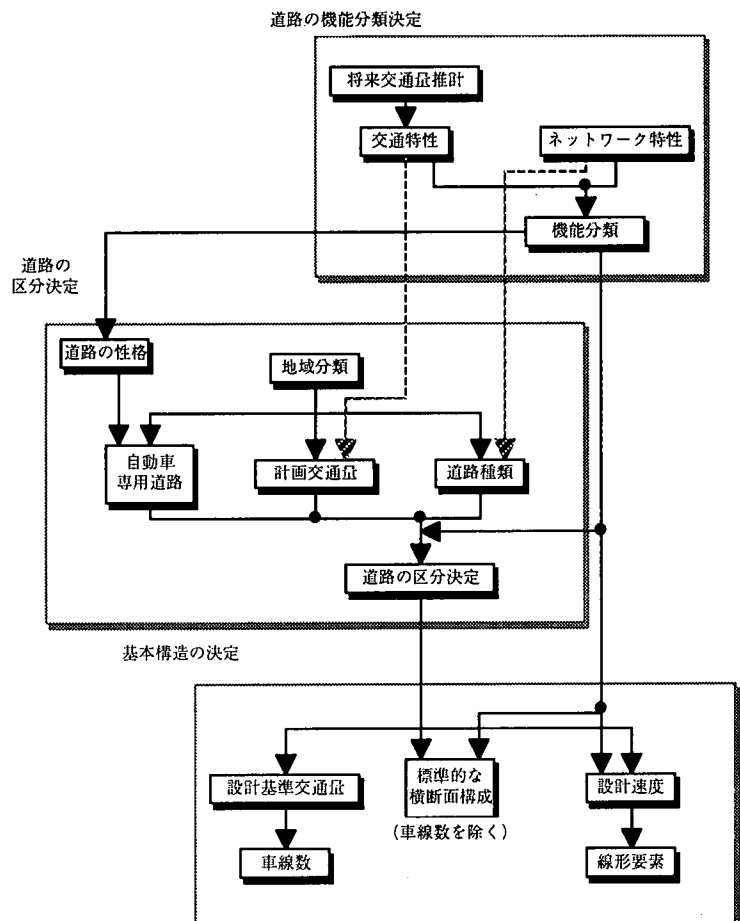 道路の機能分類決定
将来交通量推計
交通特性
ネットワーク特性
機能分類
道路の
区分決定
道路の性格
地域分類
自動車
専用道路
計画交通量
道路種類
道路の区分決定
基本構造の決定
設計基準交通量
標準的な
横断面構成
(車線数を除く)
設計速度
車線数
線形要素